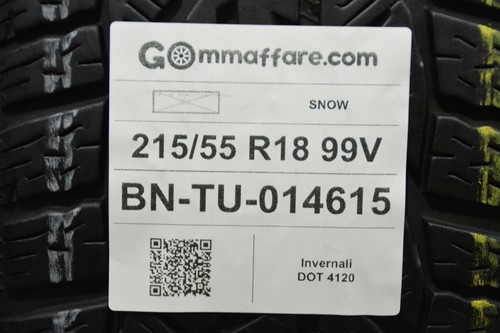 Gommaffare.com
SNOW
215/55 R18 99V
BN-TU-014615
Invernali
DOT 4120